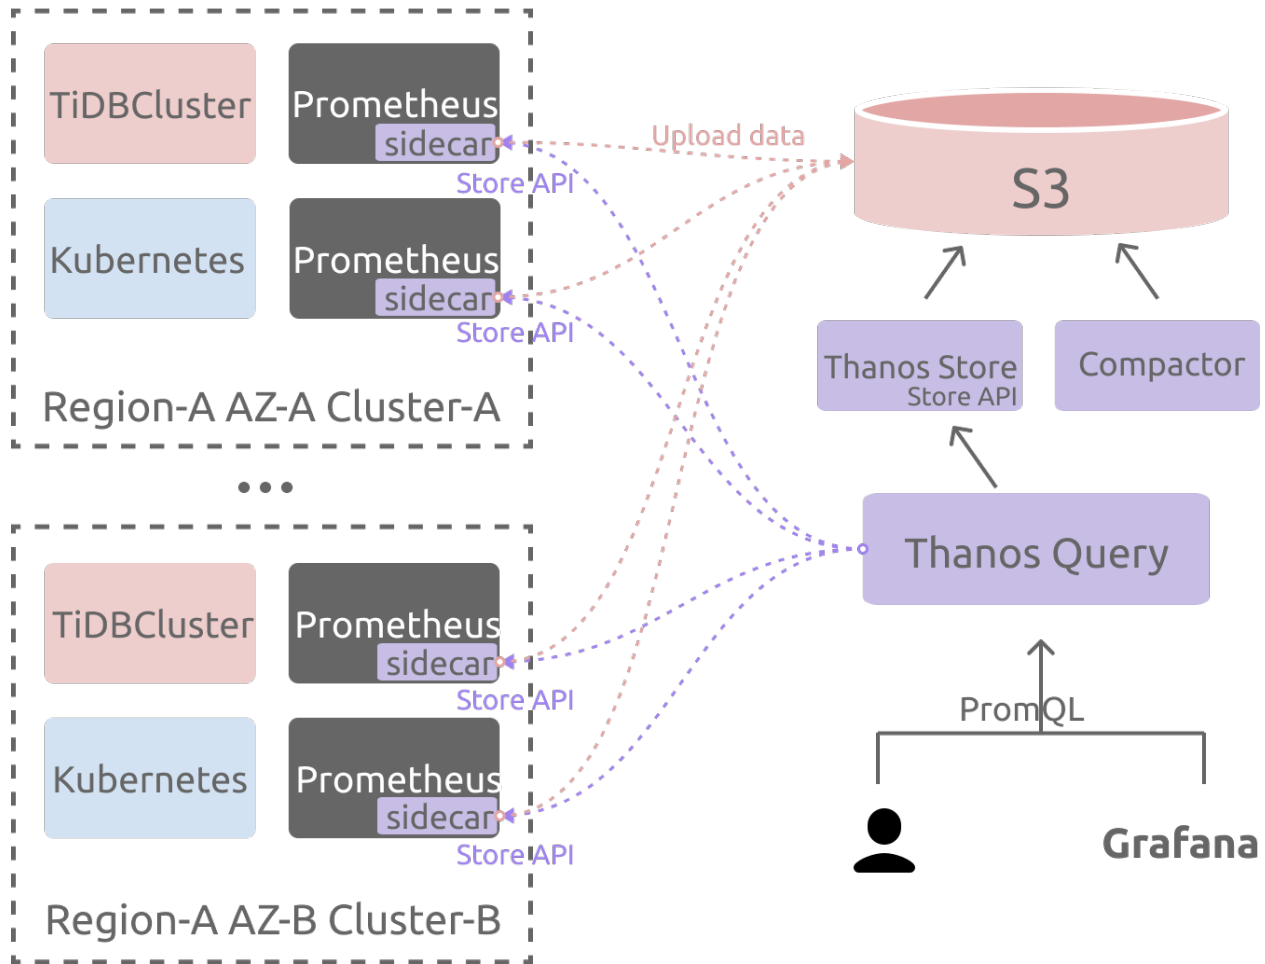 TiDBCluster
Prometheus
sidecar
Store API
Kubernetes
Prometheus
sidecar
Store API
Region-A AZ-A Cluster-A
TiDBCluster
Prometheus
sidecar
Store API
Kubernetes
Prometheus
sidecar
Store API
Region-A AZ-B Cluster-B
Upload data
S3
Thanos Store
Store API
Compactor
Thanos Query
PromQL
Grafana